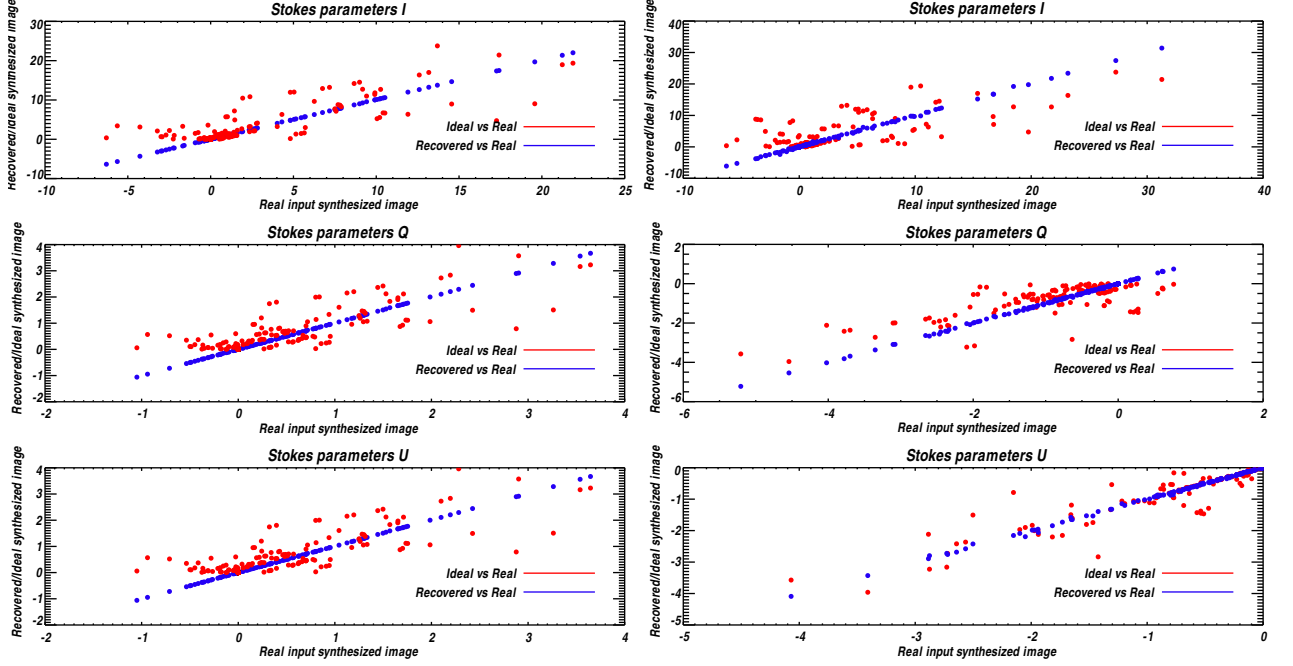 Stokes parameters I
Recovered/Ideal synmesized image
30
20
10
0
-10
-10 -5 0 5 10 15 20 25
Real input synthesized image
Ideal vs Real
Recovered vs Real
Stokes parameters I
Recovered/Ideal synthesized image
40
30
20
10
0
-10
-10 0 10 20 30 40
Real input synthesized image
Ideal vs Real
Recovered vs Real
Stokes parameters Q
Recovered/Ideal synthesized image
4
3
2
1
0
-1
-2
-2 -1 0 1 2 3 4
Real input synthesized image
Ideal vs Real
Recovered vs Real
Stokes parameters Q
Recovered/Ideal synthesized image
2
0
-2
-4
-6
-6 -4 -2 0 2
Real input synthesized image
Ideal vs Real
Recovered vs Real
Stokes parameters U
Recovered/Ideal synthesized image
4
3
2
1
0
-1
-2
-2 -1 0 1 2 3 4
Real input synthesized image
Ideal vs Real
Recovered vs Real
Stokes parameters U
Recovered/Ideal synthesized image
0
-1
-2
-3
-4
-5
-5 -4 -3 -2 -1 0
Real input synthesized image
Ideal vs Real
Recovered vs Real